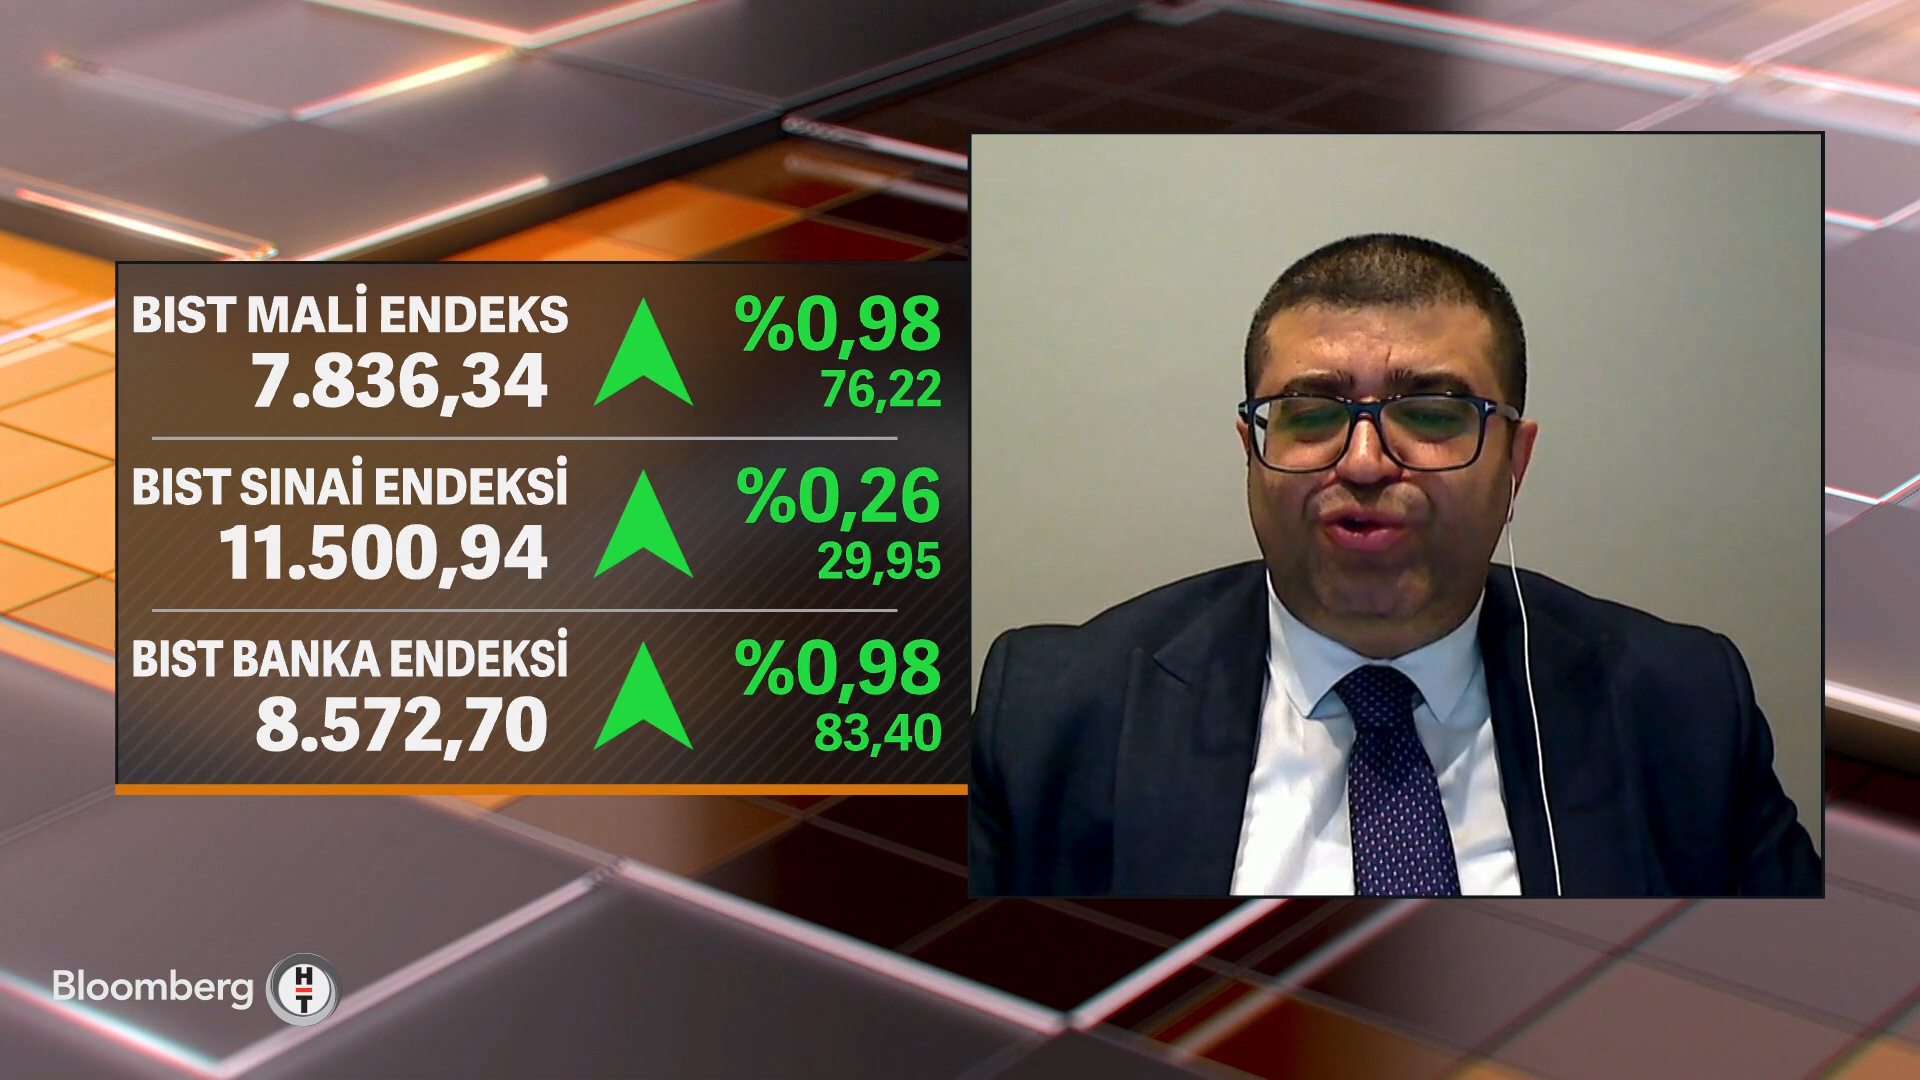 BIST MALİ ENDEKS
7.836,34
%0,98
76,22
BIST SINAİ ENDEKSİ
11.500,94
%0,26
29,95
BIST BANKA ENDEKSİ
8.572,70
%0,98
83,40
Bloomberg HT